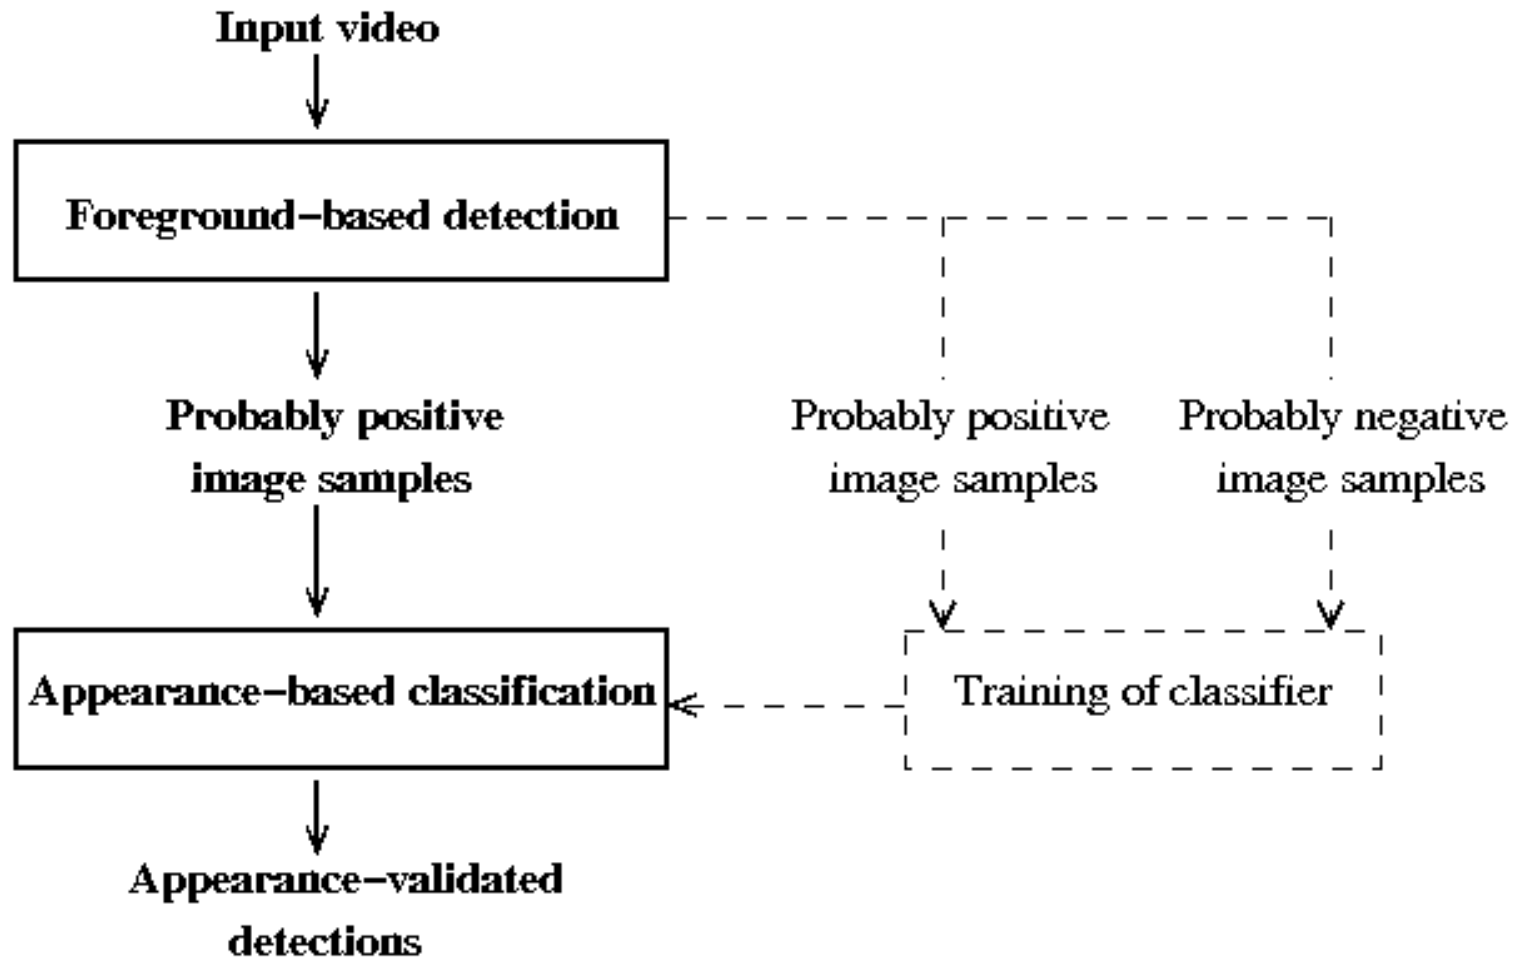 Input video
Foreground-based detection
Probably positive
image samples
Probably positive
image samples
Probably negative
image samples
Appearance-based classification
Training of classifier
Appearance-validated
detections